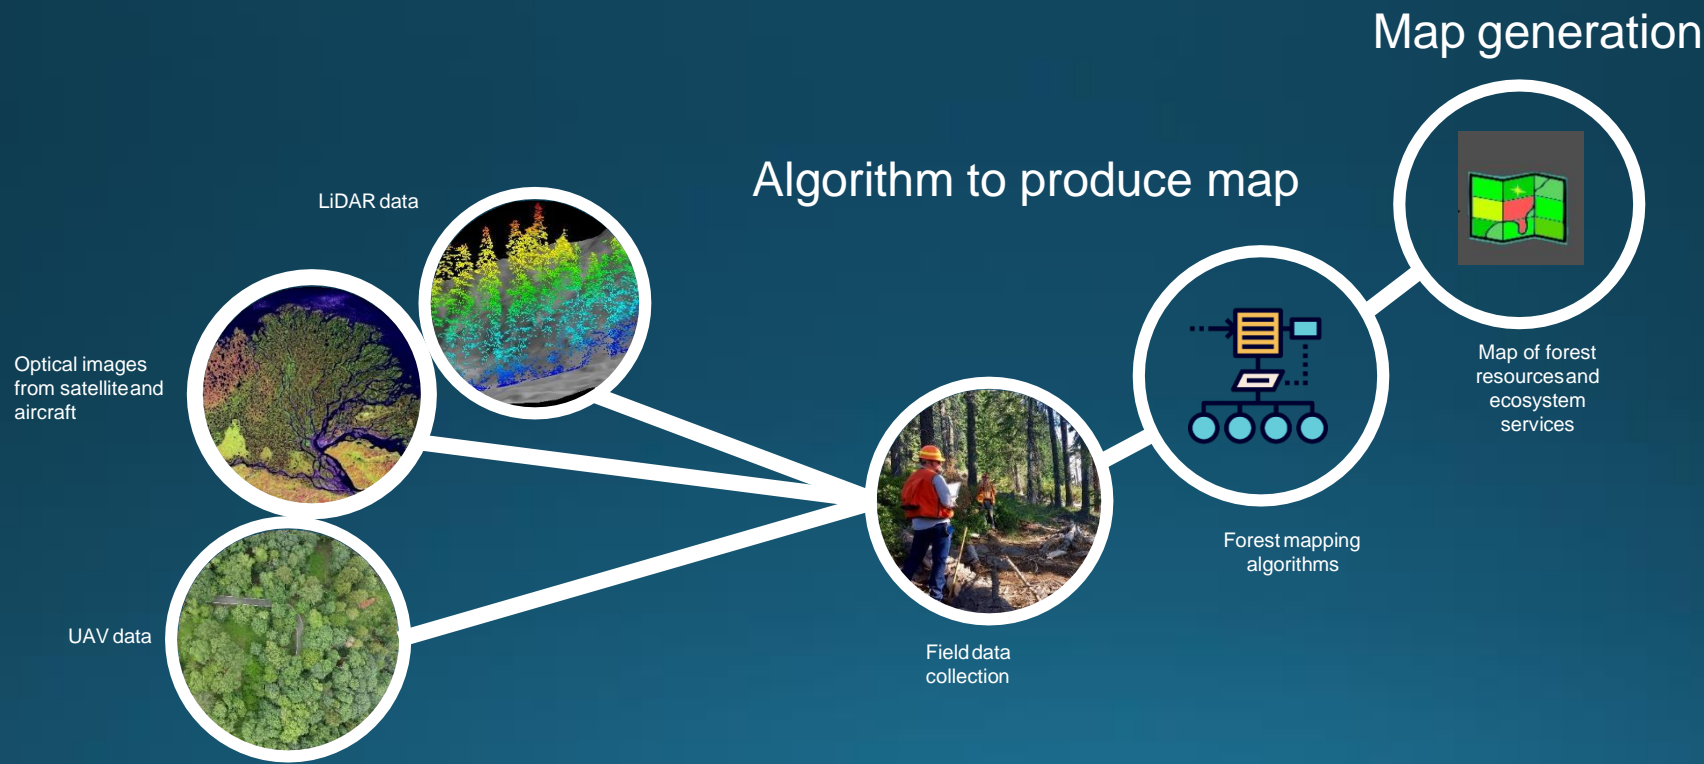 Map generation
Algorithm to produce map
LiDAR data
Optical images
from satellite and
aircraft
UAV data
Field data
collection
Forest mapping
algorithms
Map of forest
resources and
ecosystem
services